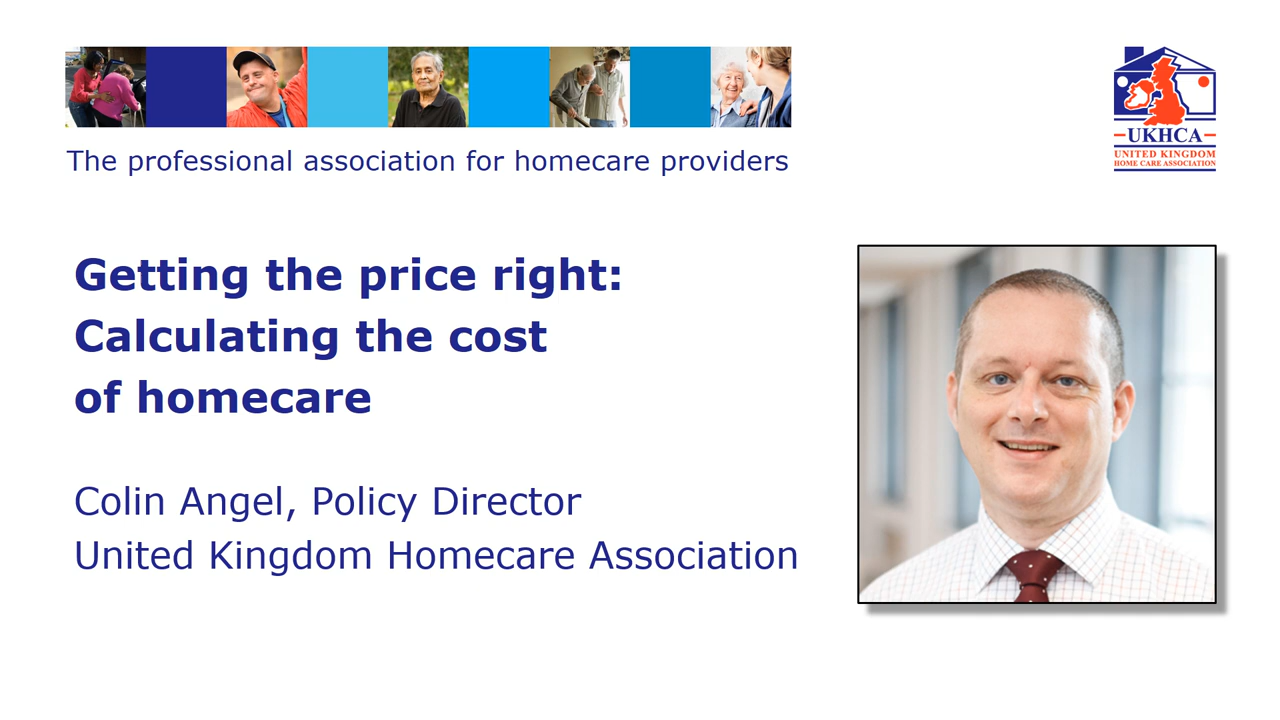 The professional association for homecare providers
UKHCA
UNITED KINGDOM
HOME CARE ASSOCIATION
Getting the price right:
Calculating the cost
of homecare
Colin Angel, Policy Director
United Kingdom Homecare Association